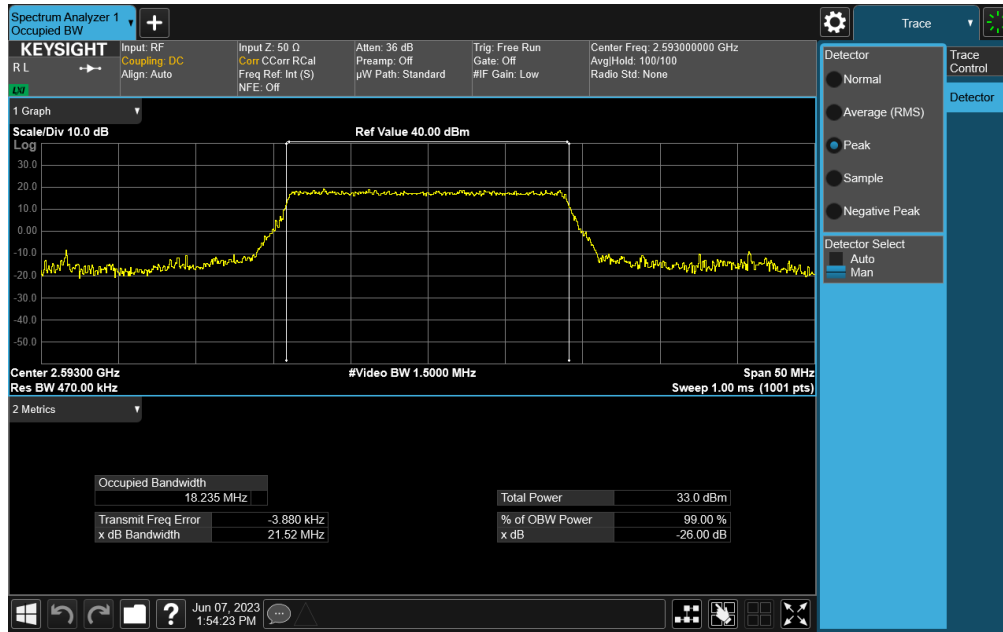 Spectrum Analyzer 1
Occupied BW
Trace
KEYSIGHT
R L
LXI
Input: RF
Coupling: DC
Align: Auto
Input Z: 50 Ω
Corr CCorr RCal
Freq Ref: Int (S)
NFE: Off
Atten: 36 dB
Preamp: Off
µW Path: Standard
Trig: Free Run
Gate: Off
#IF Gain: Low
Center Freq: 2.593000000 GHz
Avg|Hold: 100/100
Radio Std: None
1 Graph
Scale/Div 10.0 dB
Ref Value 40.00 dBm
Log
30.0
20.0
10.0
0.00
-10.0
-20.0
-30.0
-40.0
-50.0
Center 2.59300 GHz
#Video BW 1.5000 MHz
Span 50 MHz
Res BW 470.00 kHz
Sweep 1.00 ms (1001 pts)
2 Metrics
Occupied Bandwidth
18.235 MHz
Total Power 33.0 dBm
Transmit Freq Error -3.880 kHz
% of OBW Power 99.00 %
x dB Bandwidth 21.52 MHz
x dB -26.00 dB
Detector
Normal
Average (RMS)
Peak
Sample
Negative Peak
Detector Select
Auto
Man
Trace
Control
Detector
?
Jun 07, 2023
1:54:23 PM